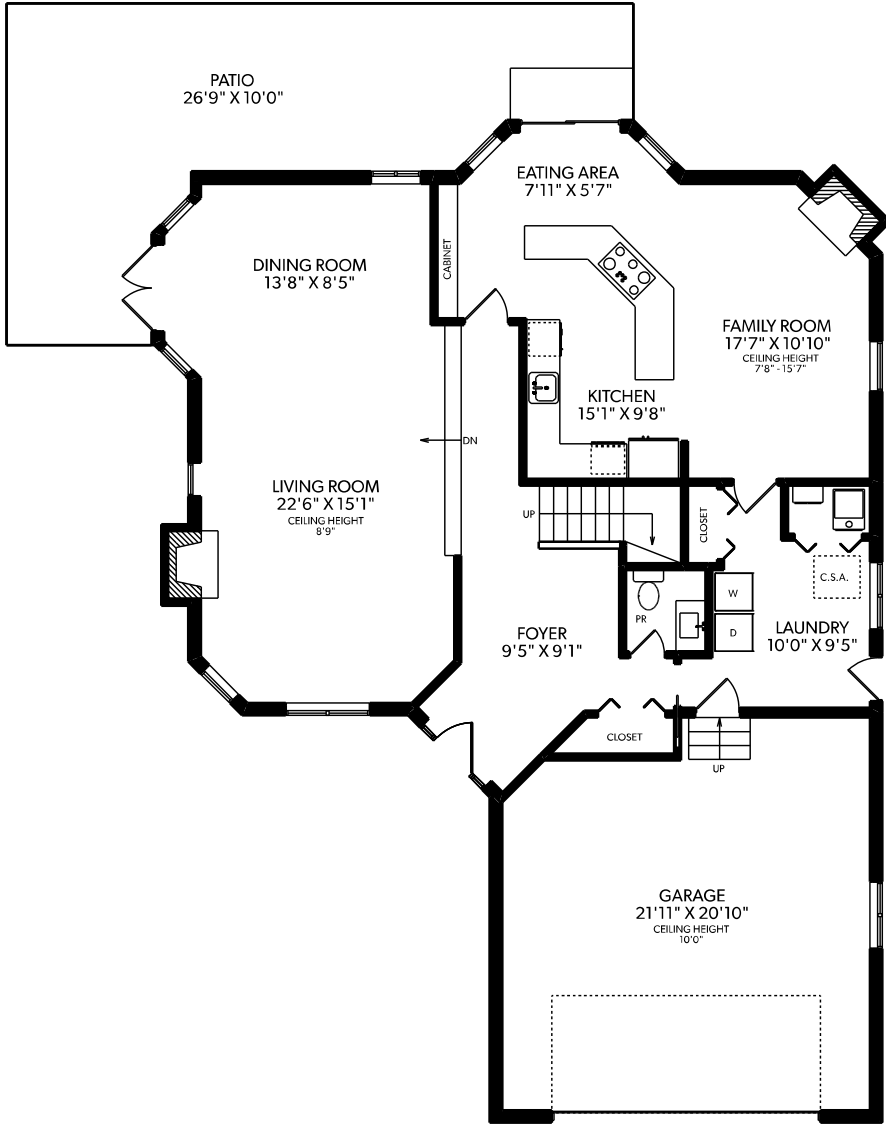 PATIO
26'9" X 10'0"
EATING AREA
7'11" X 5'7"
CABINET
DINING ROOM
13'8" X 8'5"
FAMILY ROOM
17'7" X 10'10"
CEILING HEIGHT
7'8" - 15'7"
KITCHEN
15'1" X 9'8"
DN
LIVING ROOM
22'6" X 15'1"
CEILING HEIGHT
8'9"
UP
CLOSET
C.S.A.
W
D
PR
LAUNDRY
10'0" X 9'5"
FOYER
9'5" X 9'1"
CLOSET
UP
GARAGE
21'11" X 20'10"
CEILING HEIGHT
10'0"